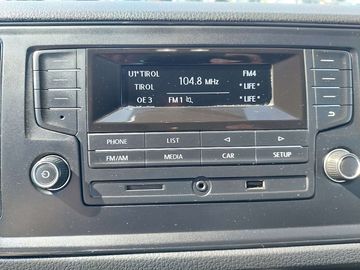 U1* TIROL 104.8 MHz FM4
TIROL * LIFE *
OE 3 FM 1 * LIFE *
PHONE LIST
FM/AM MEDIA CAR SETUP